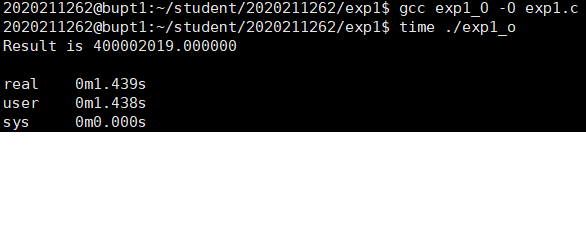 2020211262@bupt1:~/student/2020211262/exp1$ gcc exp1_O -O exp1.c
2020211262@bupt1:~/student/2020211262/exp1$ time ./exp1_o
Result is 400002019.000000
real    0m1.439s
user    0m1.438s
sys     0m0.000s